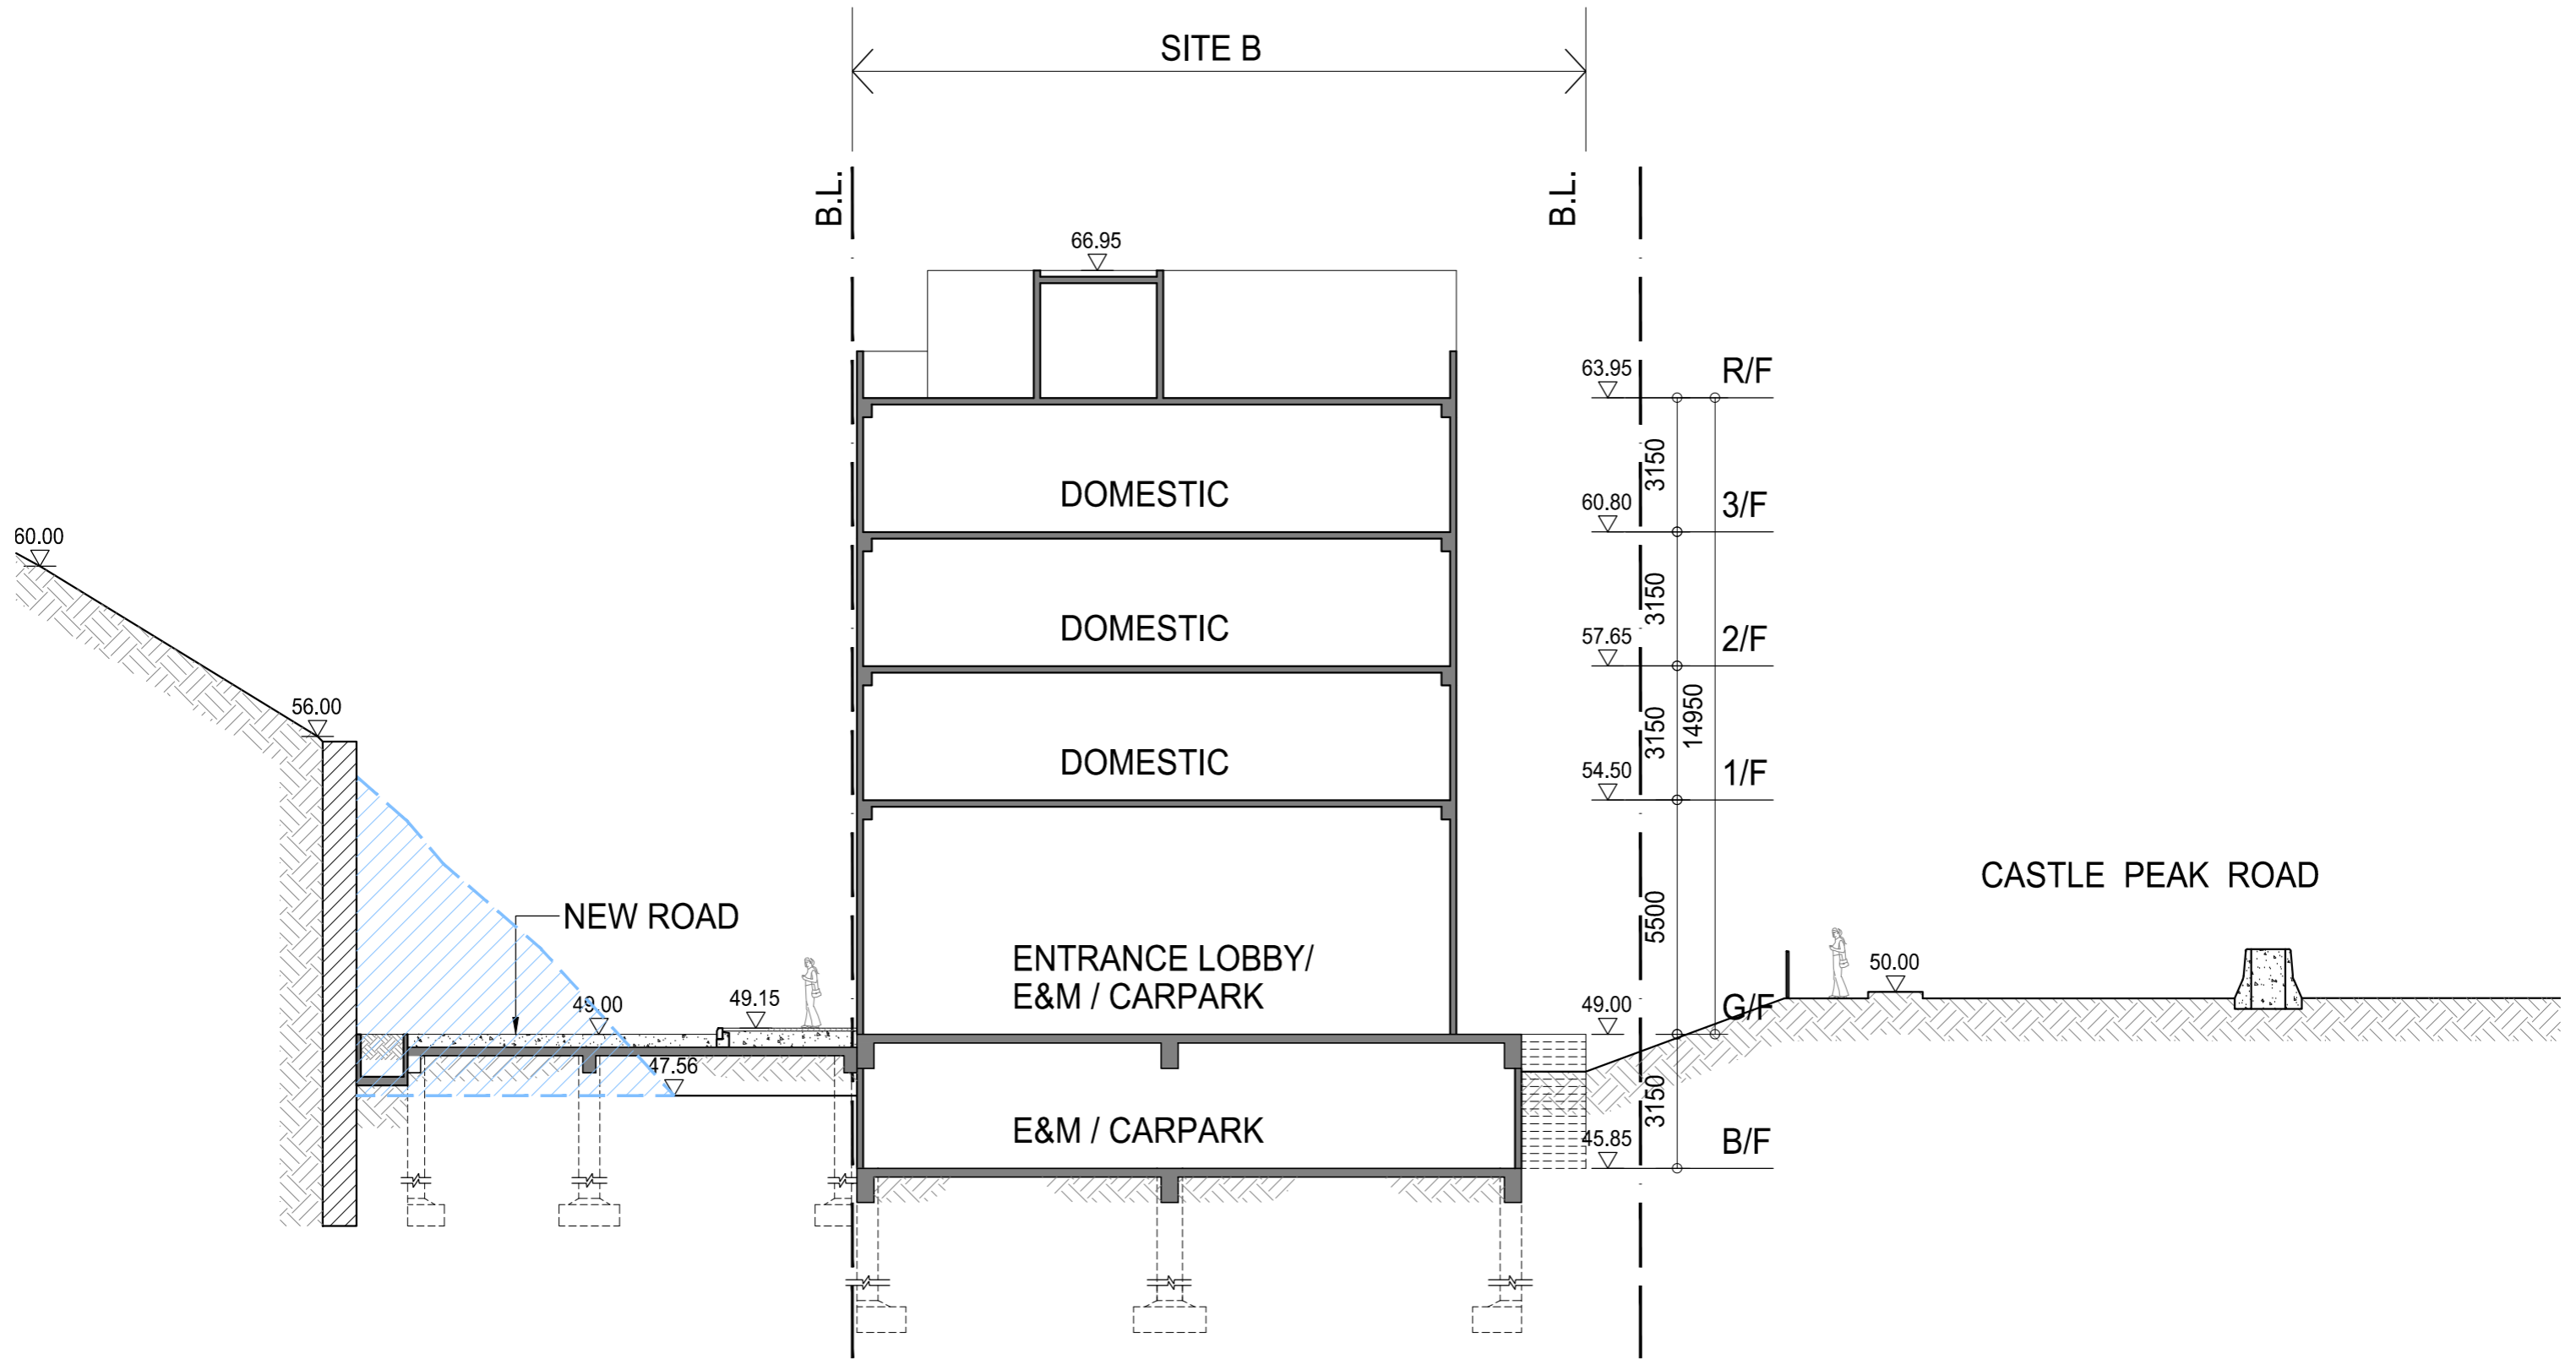 SITE B
B.L.
B.L.
66.95
63.95
R/F
3150
DOMESTIC
60.80
3/F
60.00
3150
DOMESTIC
57.65
2/F
56.00
3150
14950
DOMESTIC
54.50
1/F
CASTLE PEAK ROAD
NEW ROAD
5500
ENTRANCE LOBBY/
E&M / CARPARK
50.00
49.00
49.15
49.00
G/F
47.56
3150
E&M / CARPARK
45.85
B/F